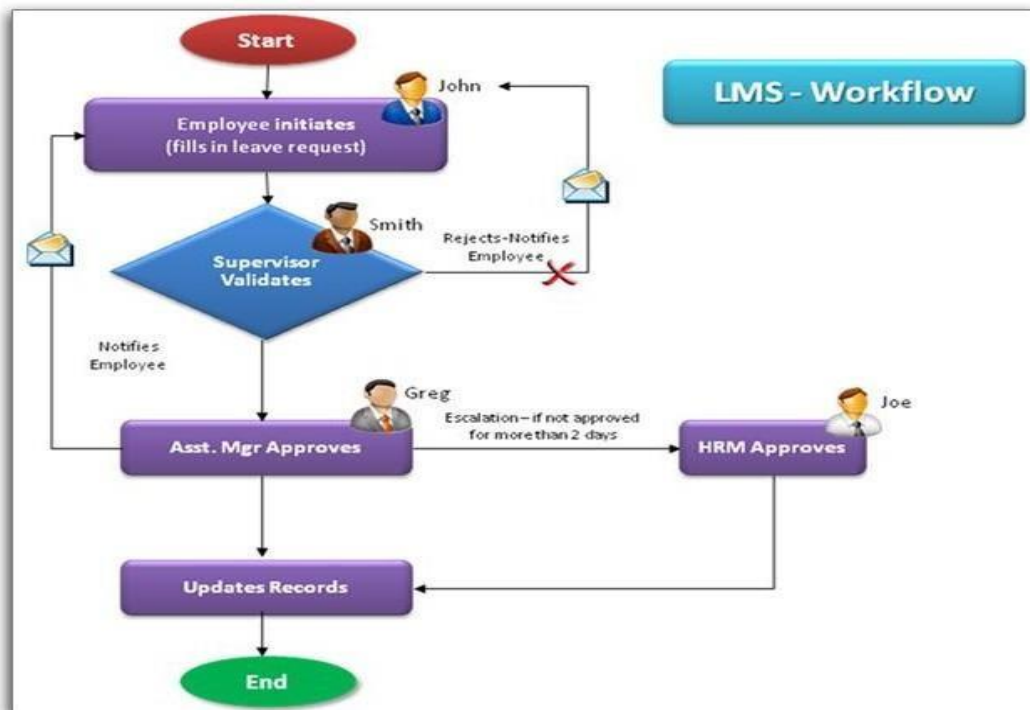 Start
LMS - Workflow
John
Employee initiates
(fills in leave request)
Smith
Supervisor
Validates
Rejects-Notifies
Employee
Notifies
Employee
Greg
Asst. Mgr Approves
Escalation – if not approved
for more than 2 days
Joe
HRM Approves
Updates Records
End